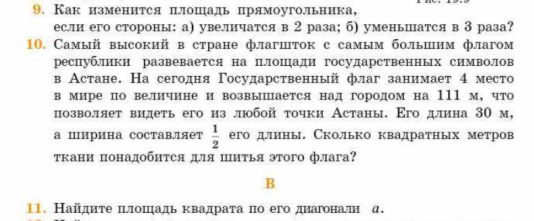 9. Как изменится площадь прямоугольника,
если его стороны: а) увеличатся в 2 раза; б) уменьшатся в 3 раза?
10. Самый высокий в стране флагшток с самым большим флагом
республики развевается на площади государственных символов
в Астане. На сегодня Государственный флаг занимает 4 место
в мире по величине и возвышается над городом на 111 м, что
позволяет видеть его из любой точки Астаны. Его длина 30 м,
а ширина составляет 1/2 его длины. Сколько квадратных метров
ткани понадобится для шитья этого флага?
В
11. Найдите площадь квадрата по его диагонали a.